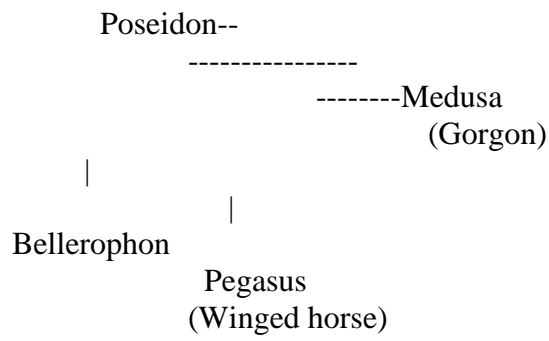 Poseidon--
----------------
--------Medusa
(Gorgon)
|
|
Bellerophon
Pegasus
(Winged horse)